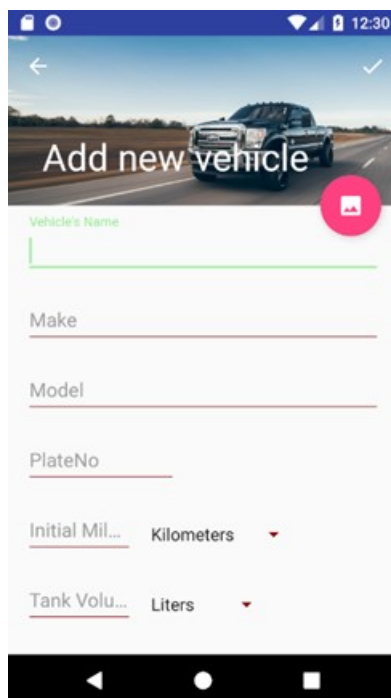 12:30
Add new vehicle
Vehicle's Name
Make
Model
PlateNo
Initial Mil...
Kilometers
Tank Volu...
Liters